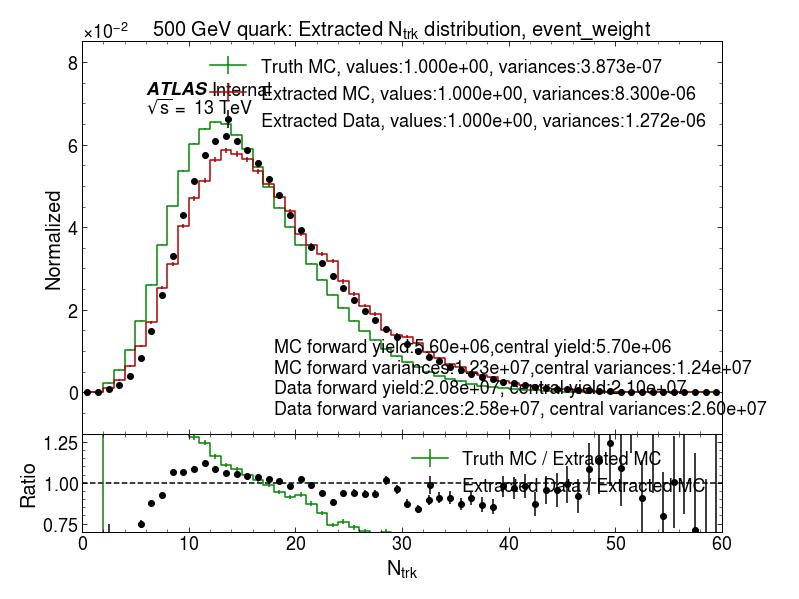 ×10⁻² 500 GeV quark: Extracted Ntrk distribution, event_weight
Truth MC, values:1.000e+00, variances:3.873e-07
ATLAS Internal
Extracted MC, values:1.000e+00, variances:8.300e-06
√s = 13 TeV
Extracted Data, values:1.000e+00, variances:1.272e-06
8
6
4
2
0
Normalized
MC forward yield:5.60e+06,central yield:5.70e+06
MC forward variances:1.23e+07,central variances:1.24e+07
Data forward yield:2.08e+07, central yield:2.10e+07
Data forward variances:2.58e+07, central variances:2.60e+07
1.25
1.00
0.75
Ratio
Truth MC / Extracted MC
Extracted Data / Extracted MC
0 10 20 30 40 50 60
Ntrk